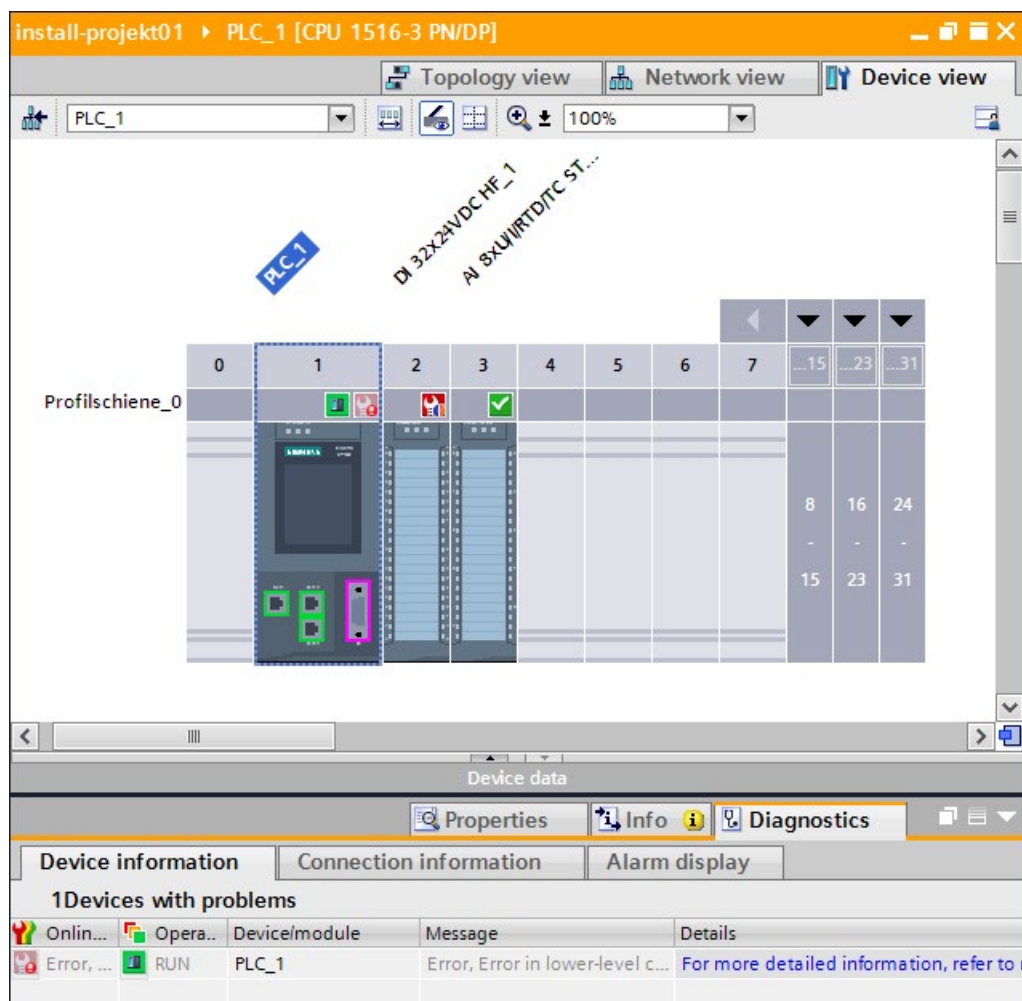 install-projekt01 ▸ PLC_1 [CPU 1516-3 PN/DP]
Topology view Network view Device view
PLC_1 100%
PLC_1
DI 32x24VDC HF_1
AI 8xU/I/RTD/TC ST...
0 1 2 3 4 5 6 7 ...15 ...23 ...31
Profilschiene_0
SIEMENS
8 16 24
- - -
15 23 31
Device data
Properties Info Diagnostics
Device information Connection information Alarm display
1Devices with problems
Onlin... Opera.. Device/module Message Details
Error, ... RUN PLC_1 Error, Error in lower-level c... For more detailed information, refer to